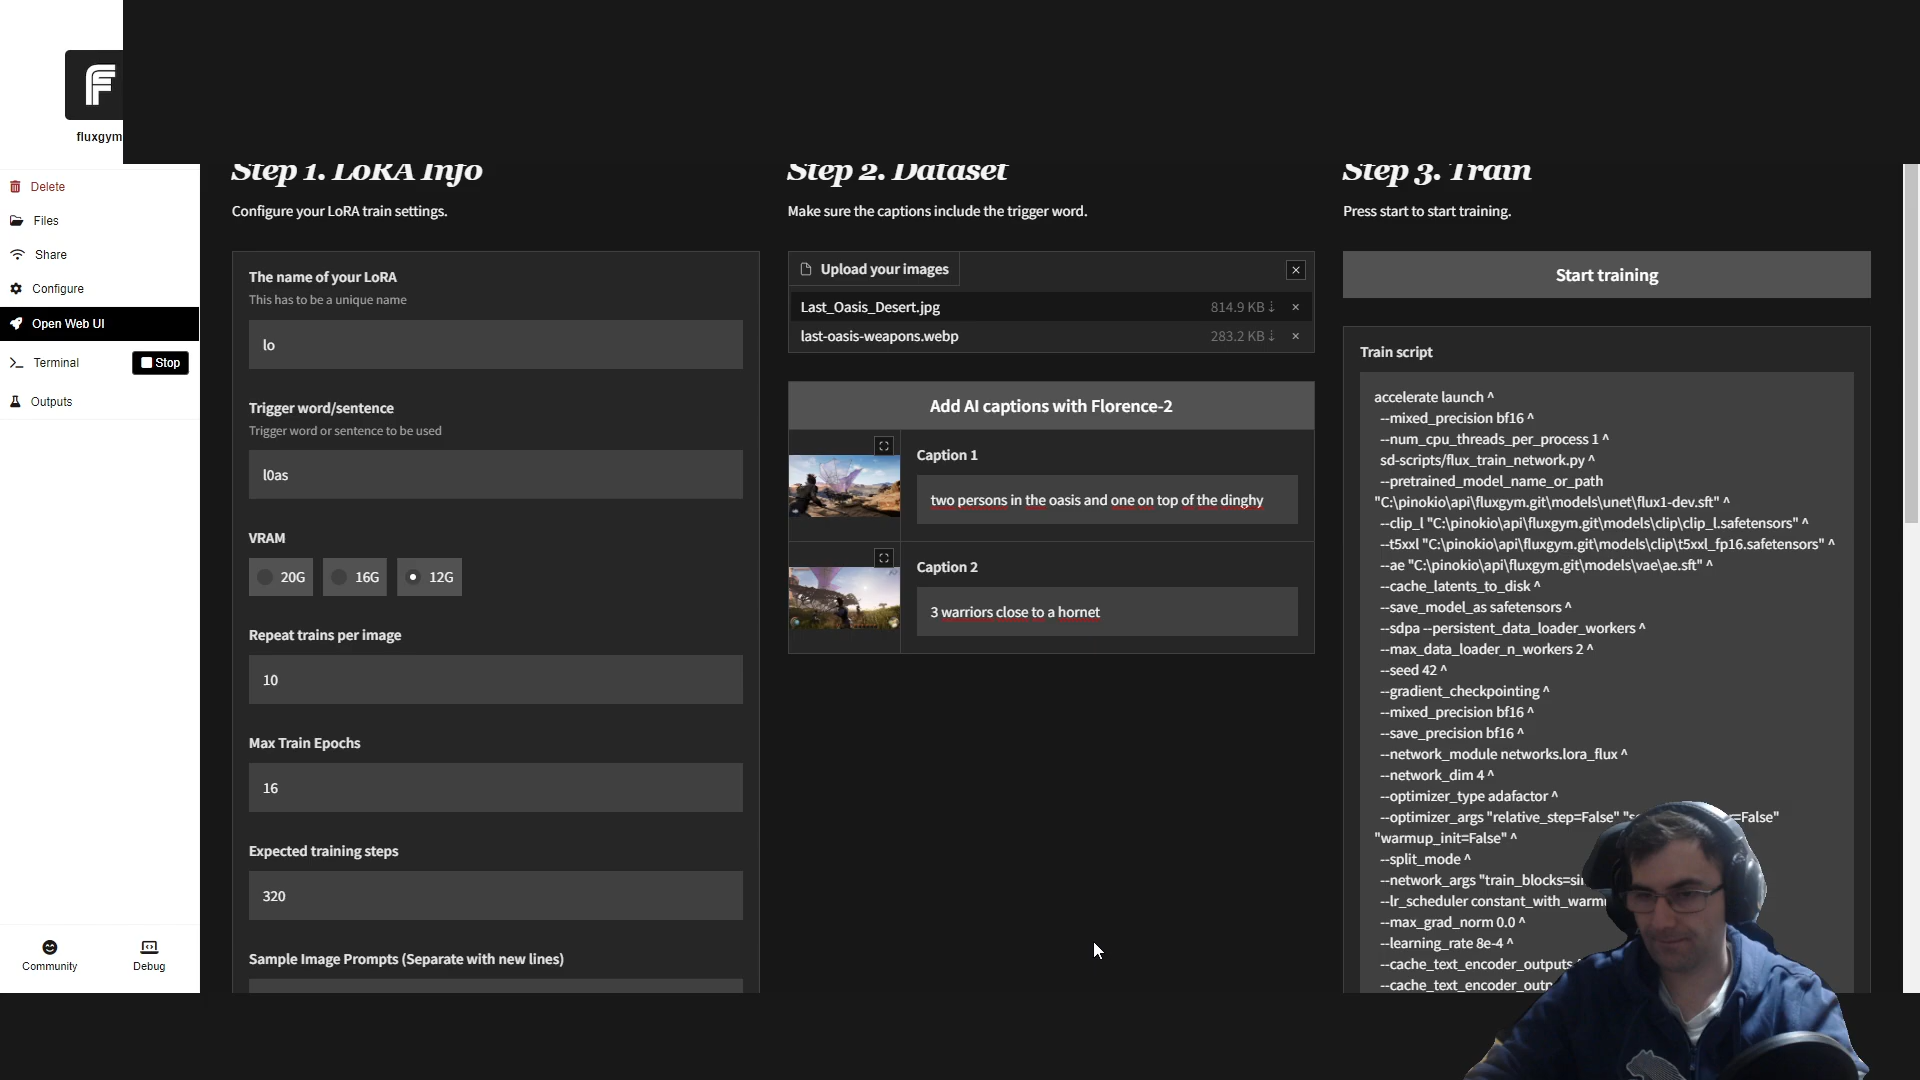 fluxgym
Delete
Files
Share
Configure
Open Web UI
Terminal
Stop
Outputs
Community
Debug
Step 1. LoRA Info
Configure your LoRA train settings.
The name of your LoRA
This has to be a unique name
lo
Trigger word/sentence
Trigger word or sentence to be used
l0as
VRAM
20G
16G
12G
Repeat trains per image
10
Max Train Epochs
16
Expected training steps
320
Sample Image Prompts (Separate with new lines)
Step 2. Dataset
Make sure the captions include the trigger word.
Upload your images
Last_Oasis_Desert.jpg 814.9 KB ⇣
last-oasis-weapons.webp 283.2 KB ⇣
Add AI captions with Florence-2
Caption 1
two persons in the oasis and one on top of the dinghy
Caption 2
3 warriors close to a hornet
Step 3. Train
Press start to start training.
Start training
Train script
accelerate launch ^
--mixed_precision bf16 ^
--num_cpu_threads_per_process 1 ^
sd-scripts/flux_train_network.py ^
--pretrained_model_name_or_path
"C:\pinokio\api\fluxgym.git\models\unet\flux1-dev.sft" ^
--clip_l "C:\pinokio\api\fluxgym.git\models\clip\clip_l.safetensors" ^
--t5xxl "C:\pinokio\api\fluxgym.git\models\clip\t5xxl_fp16.safetensors" ^
--ae "C:\pinokio\api\fluxgym.git\models\vae\ae.sft" ^
--cache_latents_to_disk ^
--save_model_as safetensors ^
--sdpa --persistent_data_loader_workers ^
--max_data_loader_n_workers 2 ^
--seed 42 ^
--gradient_checkpointing ^
--mixed_precision bf16 ^
--save_precision bf16 ^
--network_module networks.lora_flux ^
--network_dim 4 ^
--optimizer_type adafactor ^
--optimizer_args "relative_step=False" =False"
"warmup_init=False" ^
--split_mode ^
--network_args "train_blocks=
--lr_scheduler
--max_grad_norm 0.0 ^
--learning_rate 8e-4 ^
--cache_text_encoder_outputs